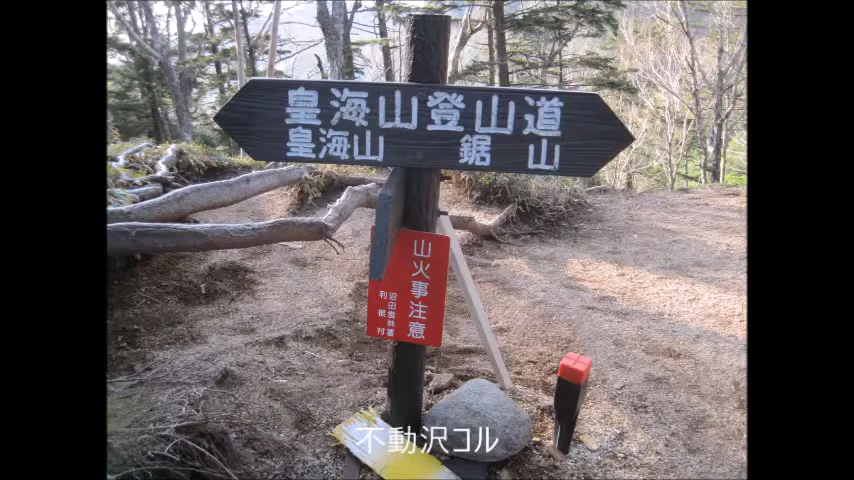 皇海山登山道
皇海山 鋸山
山火事注意
沼田営林署
利根村
不動沢コル